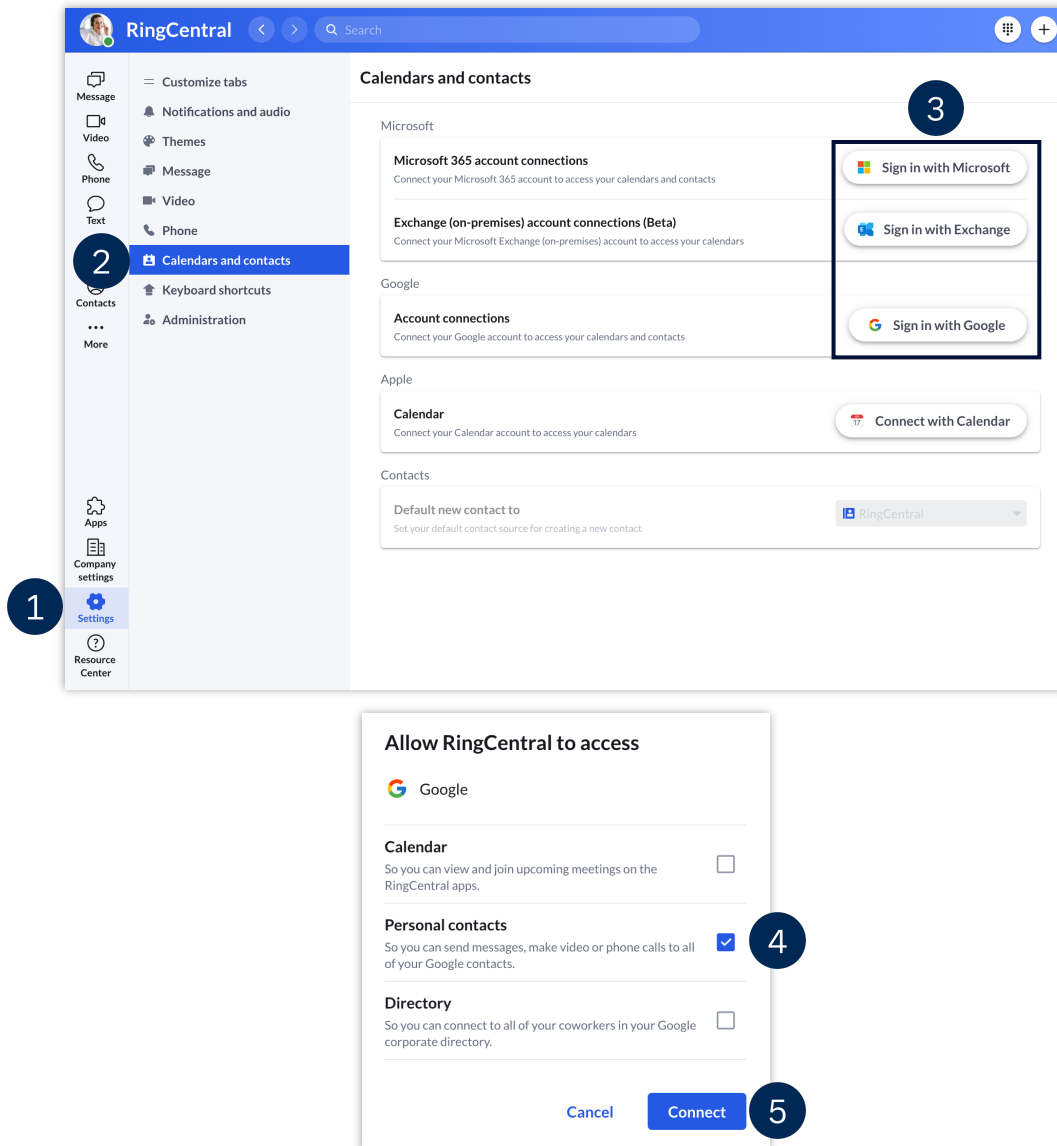 RingCentral
Search
Message
Video
Phone
Text
Contacts
More
Apps
Company
settings
1
Settings
Resource
Center
Customize tabs
Notifications and audio
Themes
Message
Video
Phone
2
Calendars and contacts
Keyboard shortcuts
Administration
Calendars and contacts
3
Microsoft
Microsoft 365 account connections
Connect your Microsoft 365 account to access your calendars and contacts
Sign in with Microsoft
Exchange (on-premises) account connections (Beta)
Connect your Microsoft Exchange (on-premises) account to access your calendars
Sign in with Exchange
Google
Account connections
Connect your Google account to access your calendars and contacts
Sign in with Google
Apple
Calendar
Connect your Calendar account to access your calendars
17
Connect with Calendar
Contacts
Default new contact to
Set your default contact source for creating a new contact
RingCentral
Allow RingCentral to access
Google
Calendar
So you can view and join upcoming meetings on the
RingCentral apps.
Personal contacts
So you can send messages, make video or phone calls to all
of your Google contacts.
4
Directory
So you can connect to all of your coworkers in your Google
corporate directory.
Cancel
Connect
5